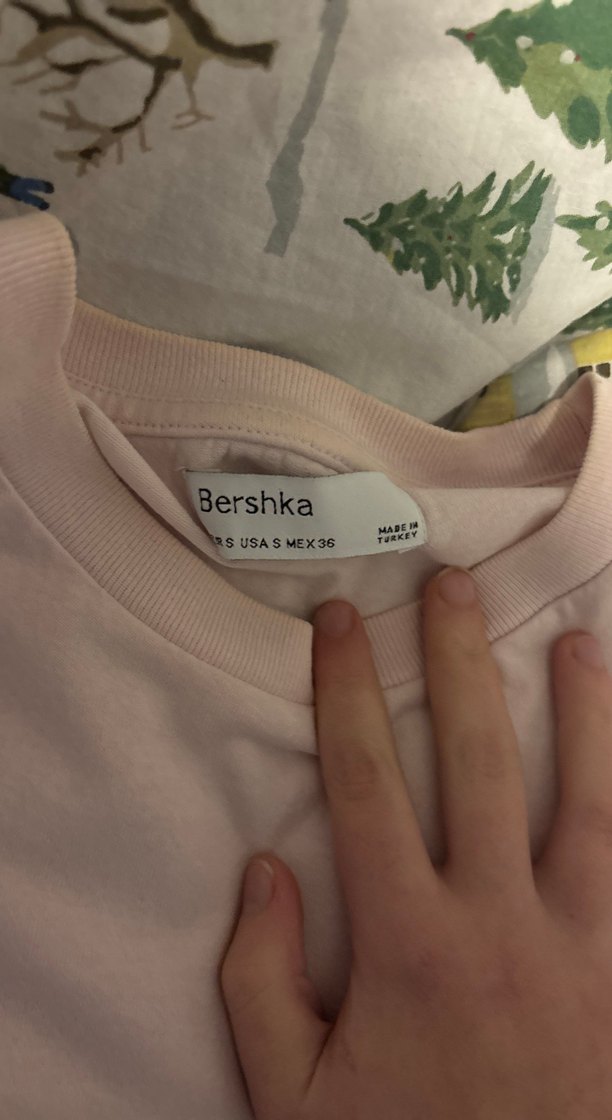 Bershka
R S USA S MEX 36
MADE IN
TURKEY